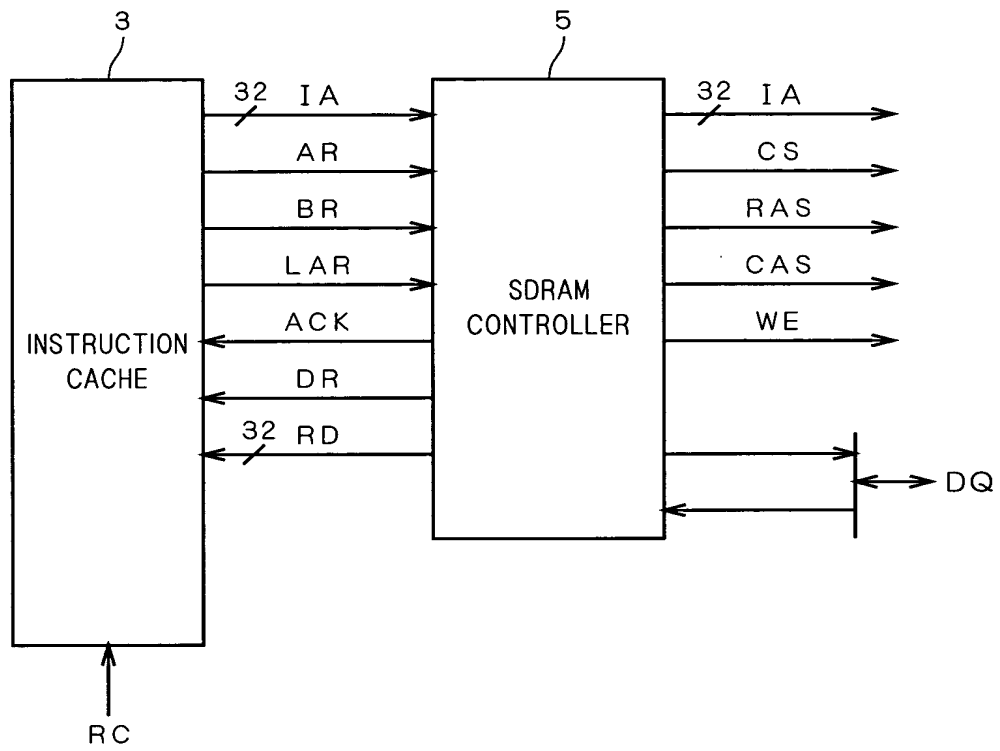 3
5
32 IA
32 IA
AR
CS
BR
RAS
LAR
CAS
ACK
WE
INSTRUCTION
CACHE
SDRAM
CONTROLLER
DR
32 RD
DQ
RC